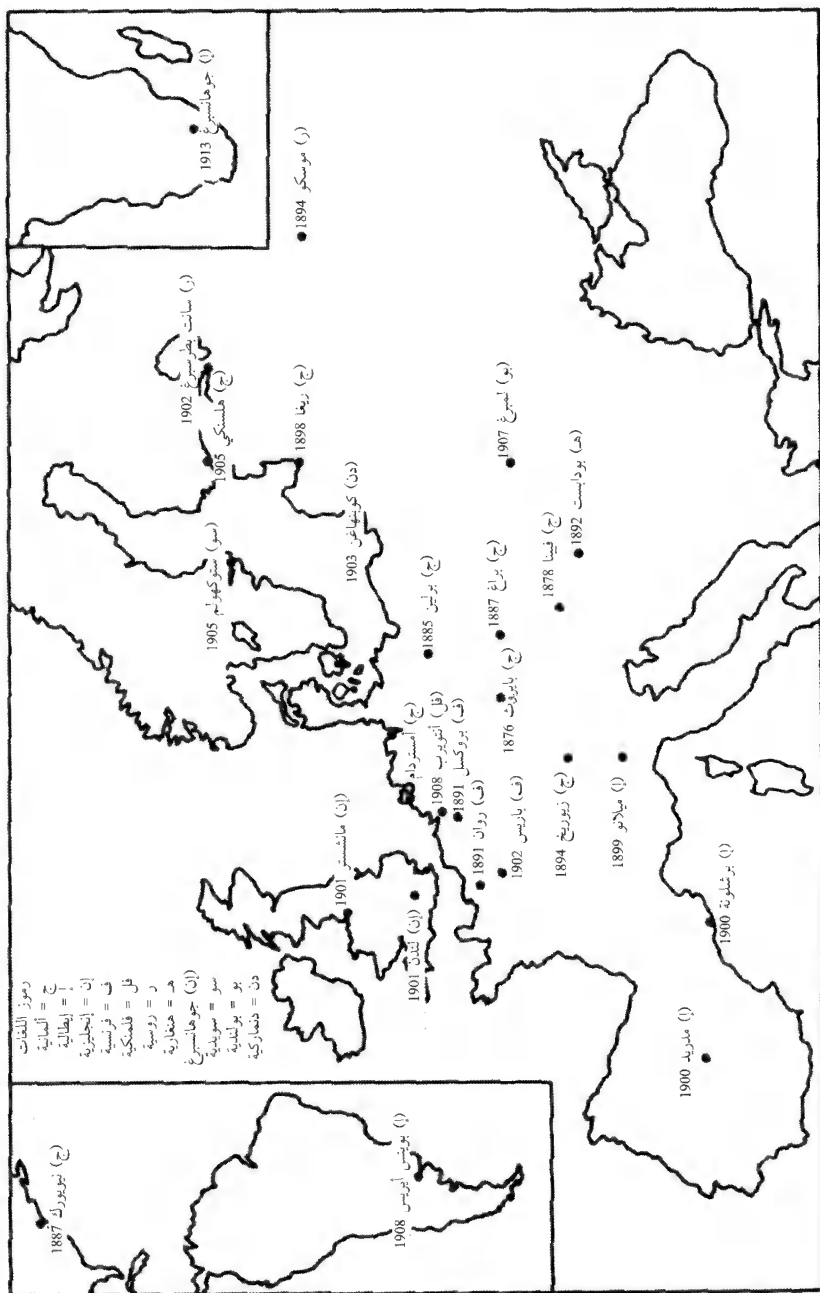 رموز اللغات
ج = ألمانية
إ = إيطالية
إن = إنجليزية
ف = فرنسية
فل = فلمنكية
ر = روسية
هـ = هنغارية
(إن) جوهانسبرغ
سو = سويدية
بو = بولندية
دن = دنماركية
(ج) نيويورك 1887
(إ) بوينس آيريس 1908
(إ) جوهانسبرغ 1913
(ر) موسكو 1894
(ر) سانت بطرسبرغ 1902
(ج) هلسنكي 1905
(سو) ستوكهولم 1905
(ج) ريغا 1898
(دن) كوبنهاغن 1903
(إن) مانشستر 1901
(إن) لندن 1901
(ج) أمستردام
(فل) أنتويرب 1908
(ف) بروكسل 1891
(ف) روان 1891
(ف) باريس 1902
(ج) برلين 1885
(ج) بايروث 1876
(ج) براغ 1887
(بو) لمبرغ 1907
(ج) فيينا 1878
(هـ) بودابست 1892
(ج) زيوريخ 1894
(إ) ميلانو 1899
(إ) برشلونة 1900
(إ) مدريد 1900